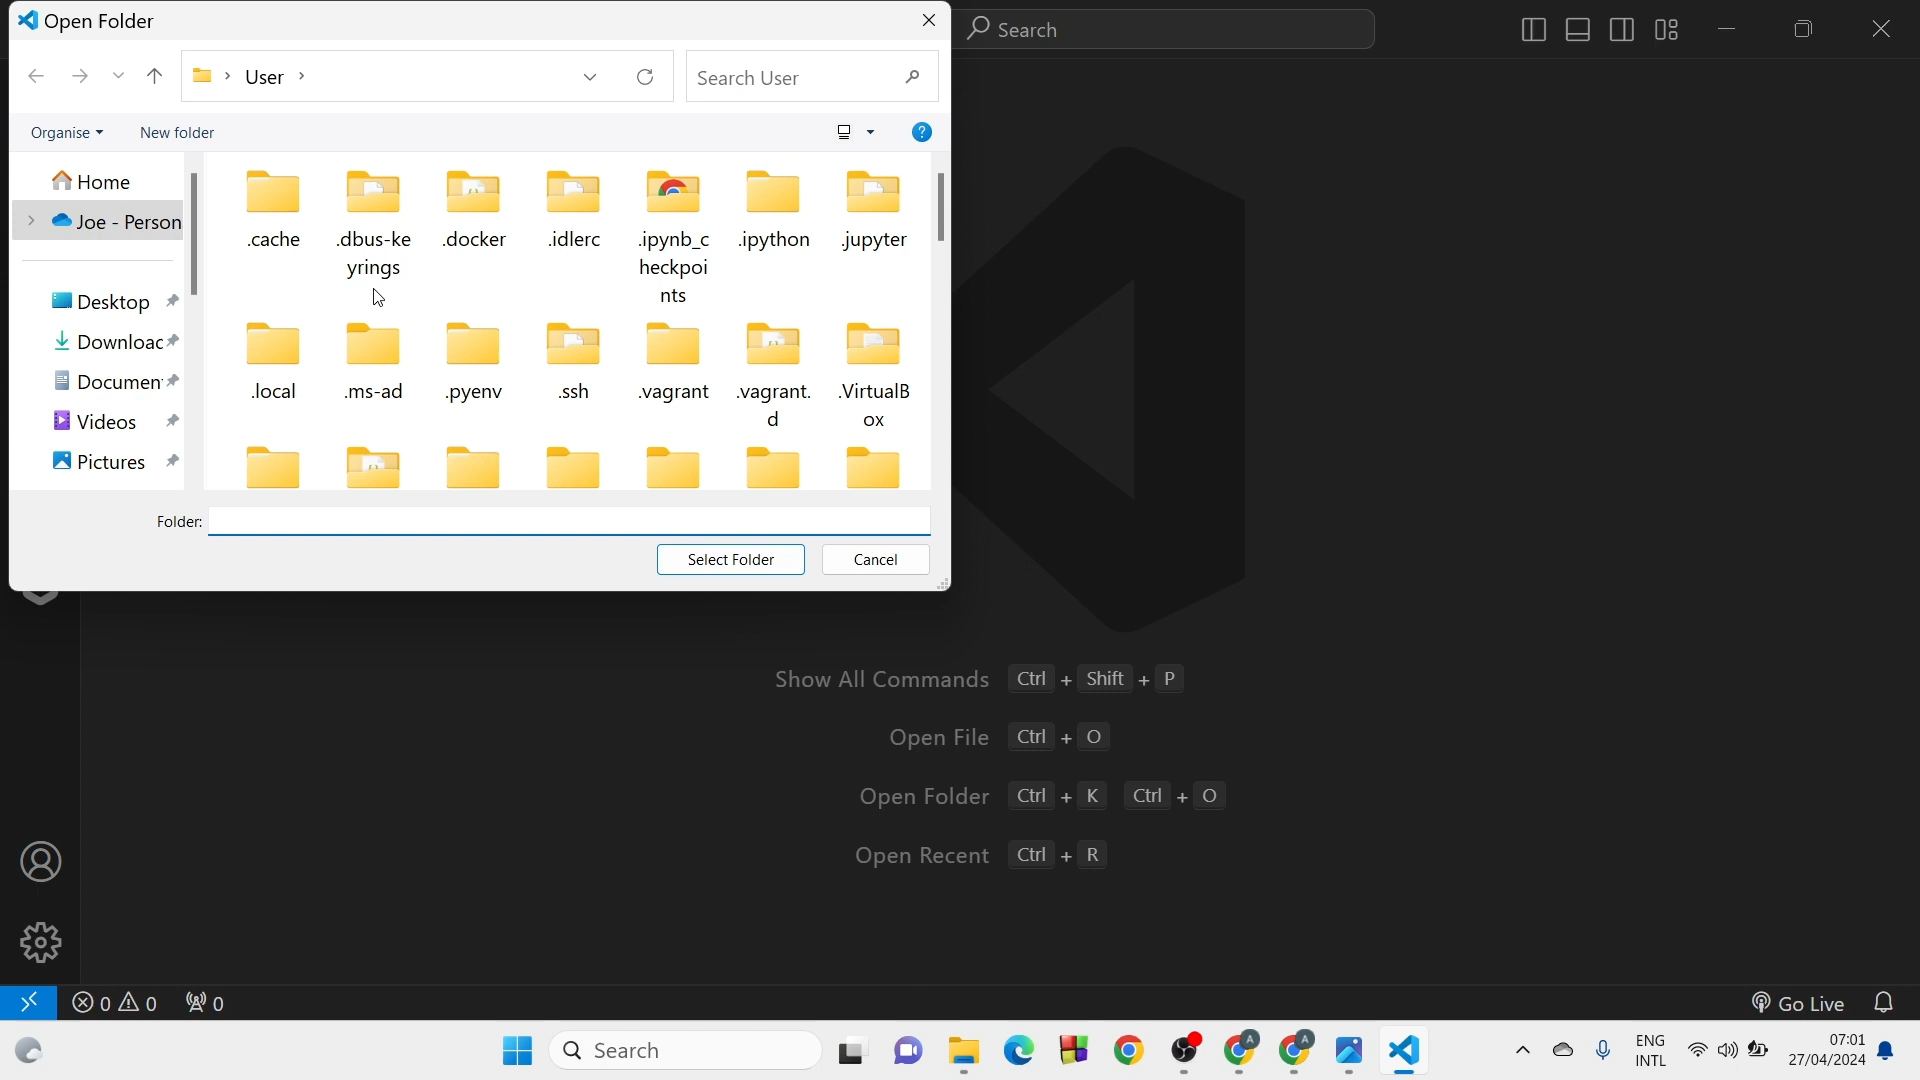 Open Folder
Search
User
Search User
Organise
New folder
Home
Joe - Person
Desktop
Downloac
Documen
Videos
Pictures
.cache
.dbus-ke
yrings
.docker
.idlerc
.ipynb_c
heckpoi
nts
.ipython
.jupyter
.local
.ms-ad
.pyenv
.ssh
.vagrant
.vagrant.
d
.VirtualB
ox
Folder:
Select Folder
Cancel
Show All Commands Ctrl + Shift + P
Open File Ctrl + O
Open Folder Ctrl + K Ctrl + O
Open Recent Ctrl + R
0 0 0
Go Live
Search
A
A
ENG
INTL
07:01
27/04/2024